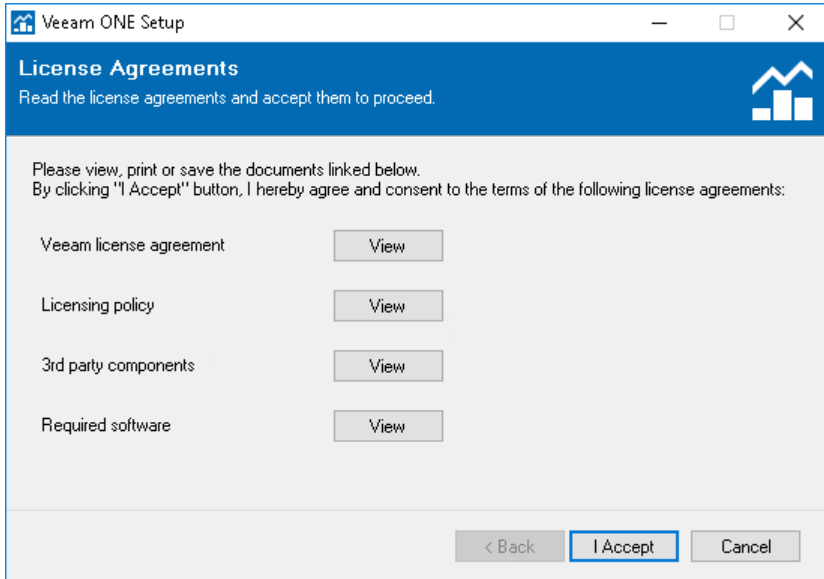 Veeam ONE Setup
License Agreements
Read the license agreements and accept them to proceed.
Please view, print or save the documents linked below.
By clicking "I Accept" button, I hereby agree and consent to the terms of the following license agreements:
Veeam license agreement View
Licensing policy View
3rd party components View
Required software View
< Back I Accept Cancel